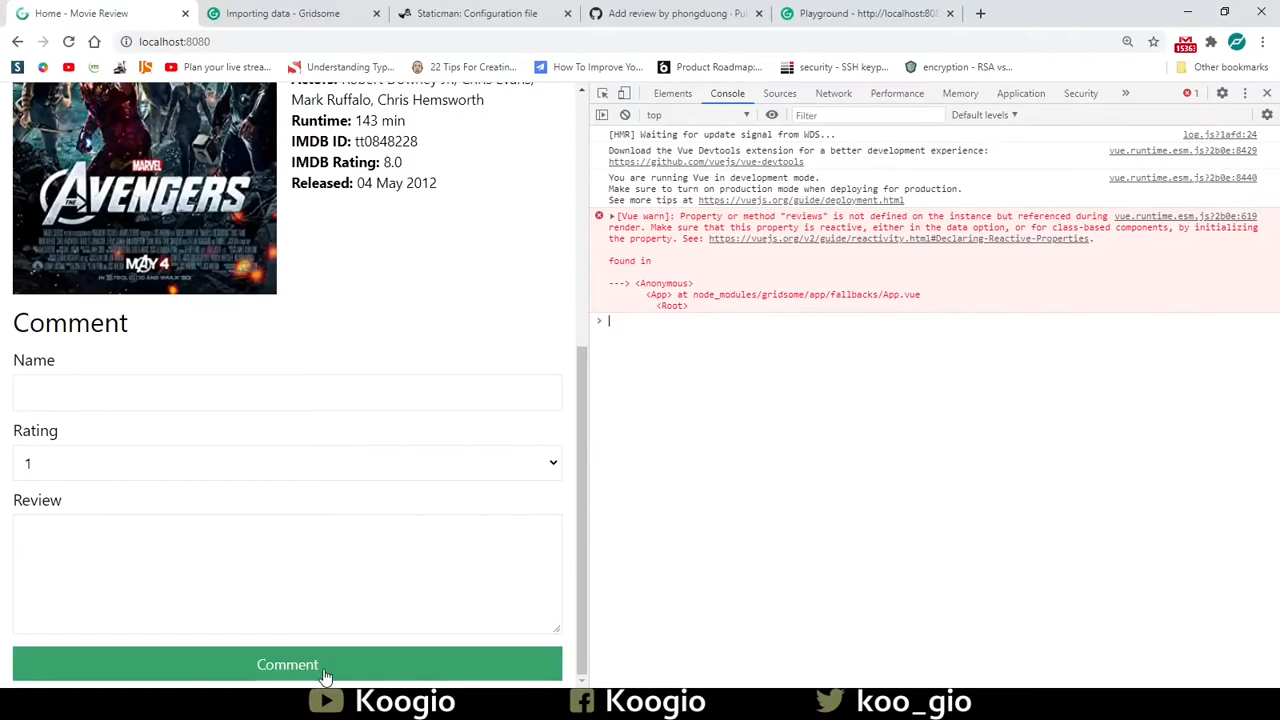 Home - Movie Review
Importing data - Gridsome
Staticman: Configuration file
Add review by phongduong · Pu
Playground - http://localhost:808
localhost:8080
15363
Plan your live strea...
Understanding Typ...
22 Tips For Creatin...
How To Improve Yo...
Product Roadmap:...
security - SSH keyp...
encryption - RSA vs...
Other bookmarks
Mark Ruffalo, Chris Hemsworth
Runtime: 143 min
IMDB ID: tt0848228
IMDB Rating: 8.0
Released: 04 May 2012
MARVEL
AVENGERS
MAY 4
Comment
Name
Rating
1
Review
Comment
Elements
Console
Sources
Network
Performance
Memory
Application
Security
1
top
Filter
Default levels
[HMR] Waiting for update signal from WDS...
log.js?1afd:24
Download the Vue Devtools extension for a better development experience:
vue.runtime.esm.js?2b0e:8429
https://github.com/vuejs/vue-devtools
You are running Vue in development mode.
vue.runtime.esm.js?2b0e:8440
Make sure to turn on production mode when deploying for production.
See more tips at https://vuejs.org/guide/deployment.html
[Vue warn]: Property or method "reviews" is not defined on the instance but referenced during
vue.runtime.esm.js?2b0e:619
render. Make sure that this property is reactive, either in the data option, or for class-based components, by initializing
the property. See: https://vuejs.org/v2/guide/reactivity.html#Declaring-Reactive-Properties.
found in
---> <Anonymous>
<App> at node_modules/gridsome/app/fallbacks/App.vue
<Root>
Koogio
Koogio
koo_gio